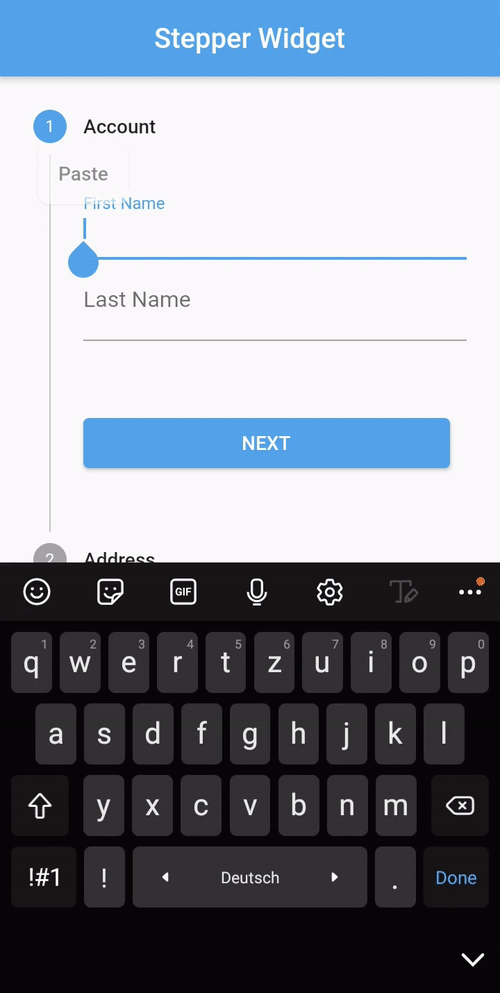 Stepper Widget
1 Account
Paste
First Name
Last Name
NEXT
2 Address
GIF
1 2 3 4 5 6 7 8 9 0
q w e r t z u i o p
a s d f g h j k l
y x c v b n m
!#1 ! Deutsch . Done